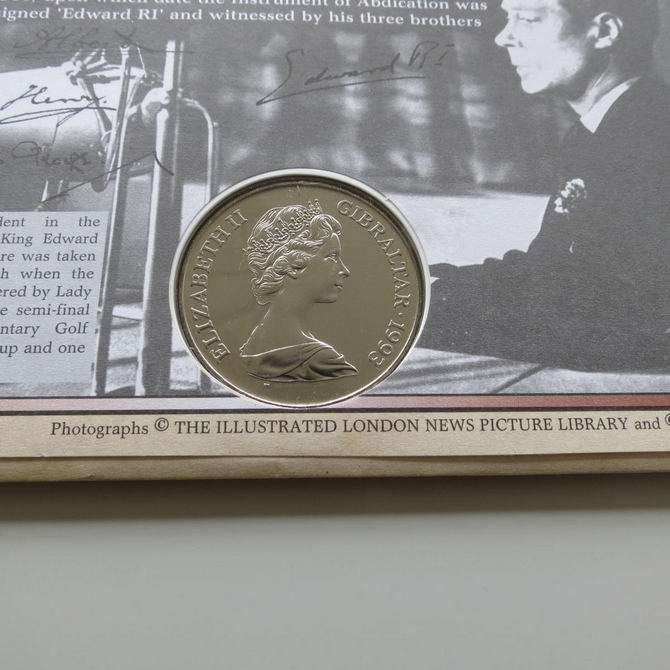 upon which date the Instrument of Abdication was
signed 'Edward RI' and witnessed by his three brothers
Edward RI
Henry
George
dent in the
King Edward
re was taken
h when the
ered by Lady
e semi-final
ntary Golf
up and one
ELIZABETH II GIBRALTAR · 1993
Photographs © THE ILLUSTRATED LONDON NEWS PICTURE LIBRARY and ©